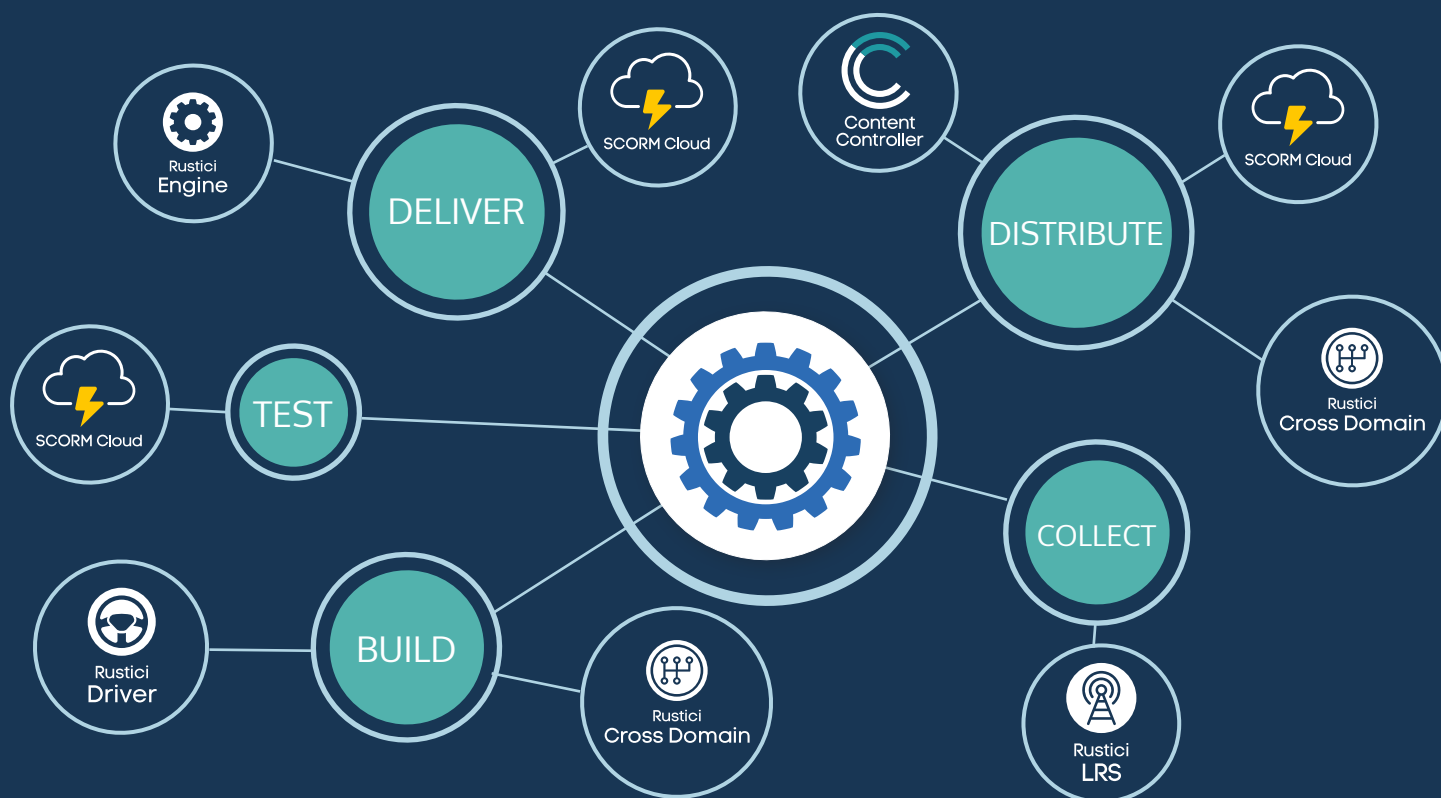 Rustici
Engine
DELIVER
SCORM Cloud
Content
Controller
DISTRIBUTE
SCORM Cloud
Rustici
Cross Domain
SCORM Cloud
TEST
COLLECT
Rustici
LRS
Rustici
Driver
BUILD
Rustici
Cross Domain